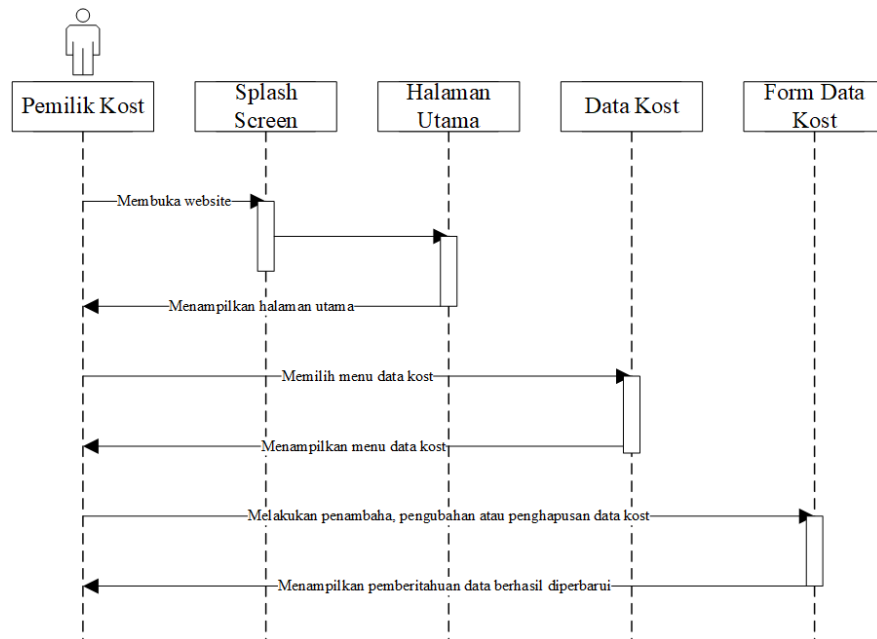 Pemilik Kost
Splash
Screen
Halaman
Utama
Data Kost
Form Data
Kost
Membuka website
Menampilkan halaman utama
Memilih menu data kost
Menampilkan menu data kost
Melakukan penambaha, pengubahan atau penghapusan data kost
Menampilkan pemberitahuan data berhasil diperbarui